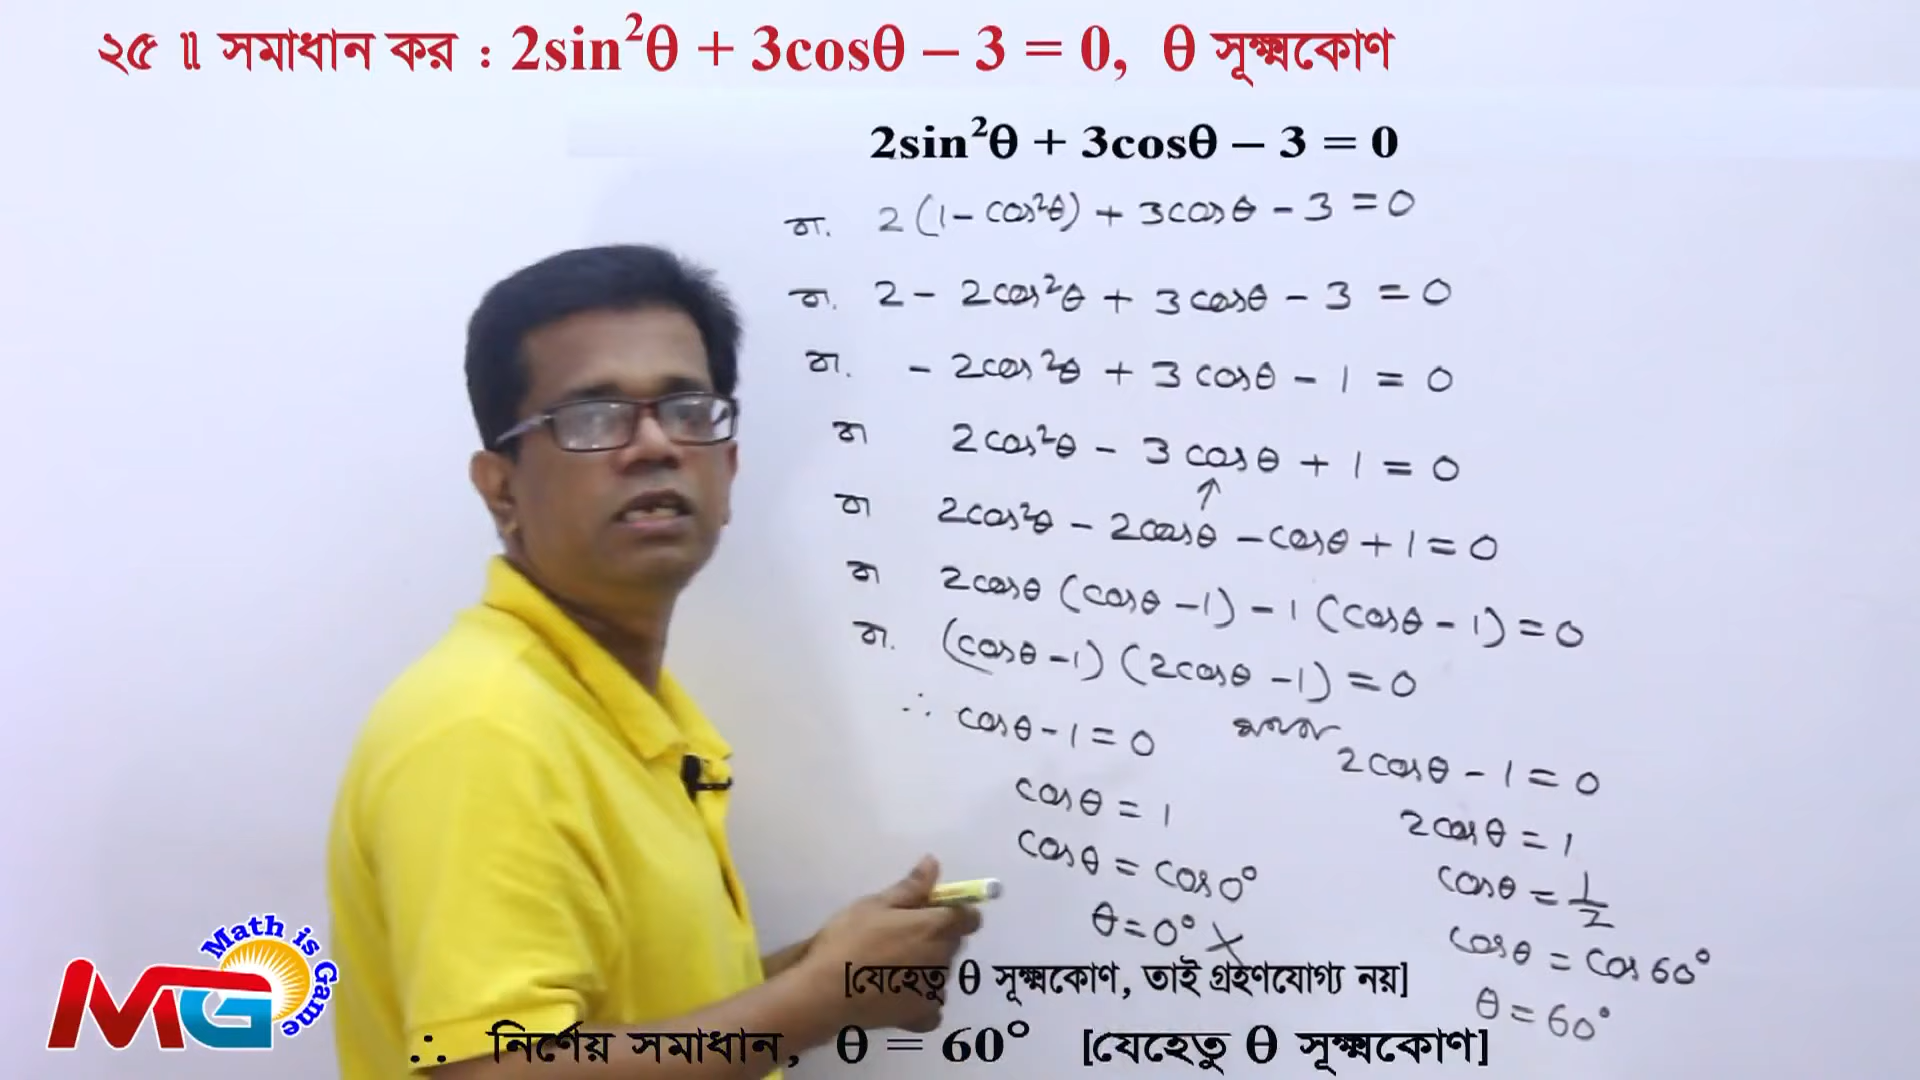 ২৫ ॥ সমাধান কর : 2sin²θ + 3cosθ – 3 = 0, θ সূক্ষ্মকোণ
2sin²θ + 3cosθ – 3 = 0
বা. 2(1 - cos²θ) + 3cosθ - 3 = 0
বা. 2 - 2cos²θ + 3cosθ - 3 = 0
বা. - 2cos²θ + 3cosθ - 1 = 0
বা 2cos²θ - 3cosθ + 1 = 0
বা 2cos²θ - 2cosθ - cosθ + 1 = 0
বা 2cosθ (cosθ - 1) - 1 (cosθ - 1) = 0
বা. (cosθ - 1) (2cosθ - 1) = 0
∴ cosθ - 1 = 0 অথবা 2cosθ - 1 = 0
cosθ = 1 2cosθ = 1
cosθ = cos0° cosθ = 1/2
θ = 0° X cosθ = cos60°
[যেহেতু θ সূক্ষ্মকোণ, তাই গ্রহণযোগ্য নয়] θ = 60°
∴ নির্ণেয় সমাধান, θ = 60° [যেহেতু θ সূক্ষ্মকোণ]
MG Math is Game